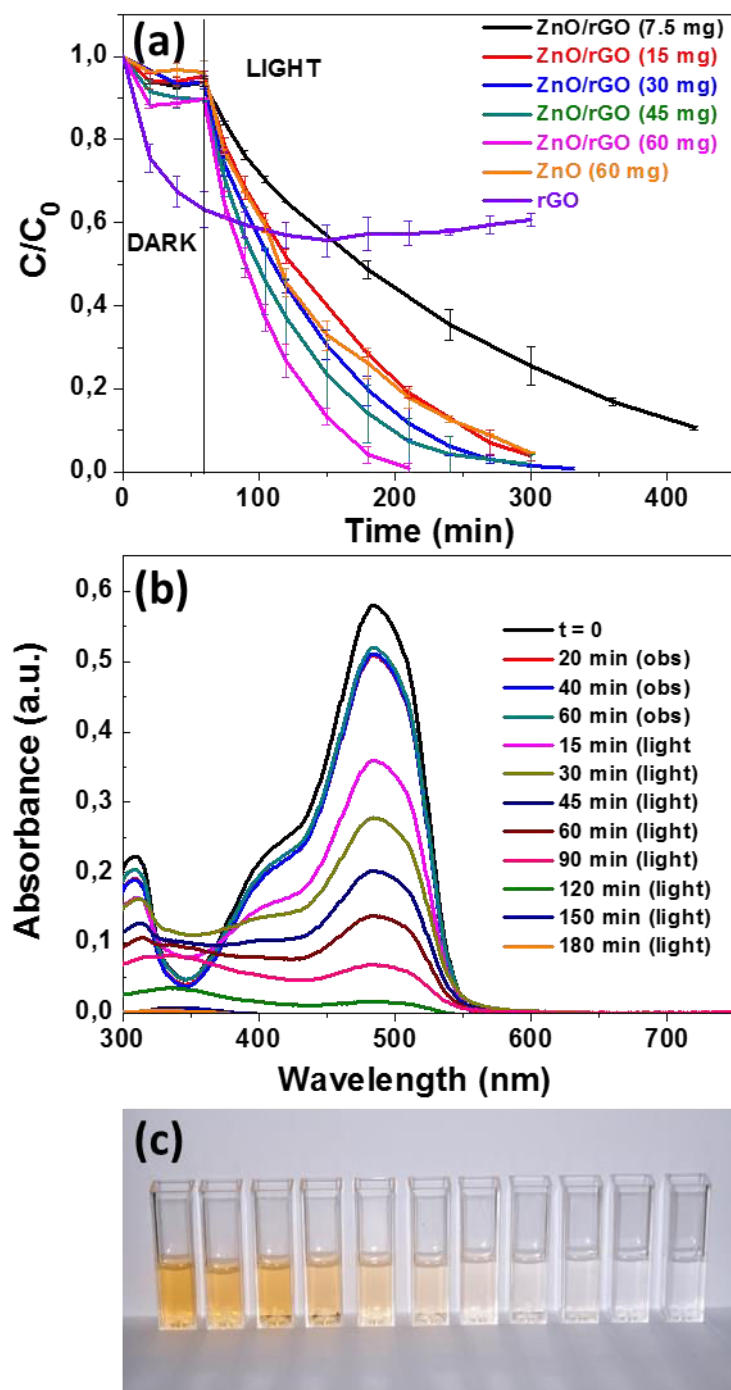 (a)
LIGHT
DARK
ZnO/rGO (7.5 mg)
ZnO/rGO (15 mg)
ZnO/rGO (30 mg)
ZnO/rGO (45 mg)
ZnO/rGO (60 mg)
ZnO (60 mg)
rGO
C/C0
1,0
0,8
0,6
0,4
0,2
0,0
0 100 200 300 400
Time (min)
(b)
t = 0
20 min (obs)
40 min (obs)
60 min (obs)
15 min (light
30 min (light)
45 min (light)
60 min (light)
90 min (light)
120 min (light)
150 min (light)
180 min (light)
Absorbance (a.u.)
0,6
0,5
0,4
0,3
0,2
0,1
0,0
300 400 500 600 700
Wavelength (nm)
(c)